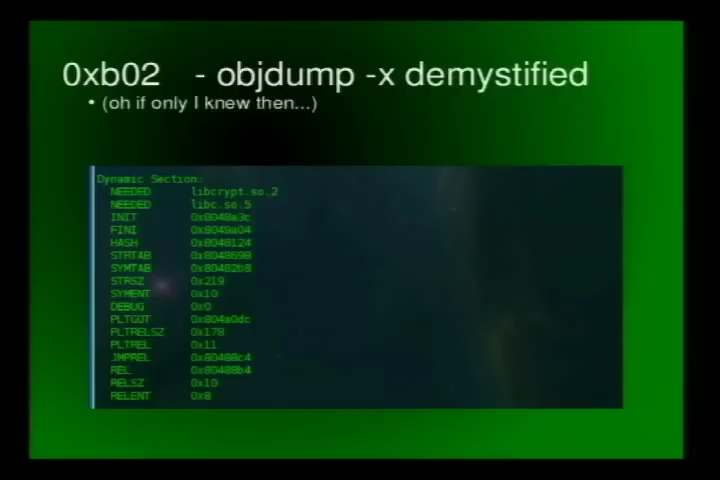 0xb02 - objdump -x demystified
• (oh if only I knew then...)
Dynamic Section:
NEEDED libcrypt.so.2
NEEDED libc.so.5
INIT 0x8048a3c
FINI 0x8049a04
HASH 0x8048124
STRTAB 0x8048698
SYMTAB 0x80482b8
STRSZ 0x219
SYMENT 0x10
DEBUG 0x0
PLTGOT 0x804a0dc
PLTRELSZ 0x178
PLTREL 0x11
JMPREL 0x80488c4
REL 0x80488b4
RELSZ 0x10
RELENT 0x8